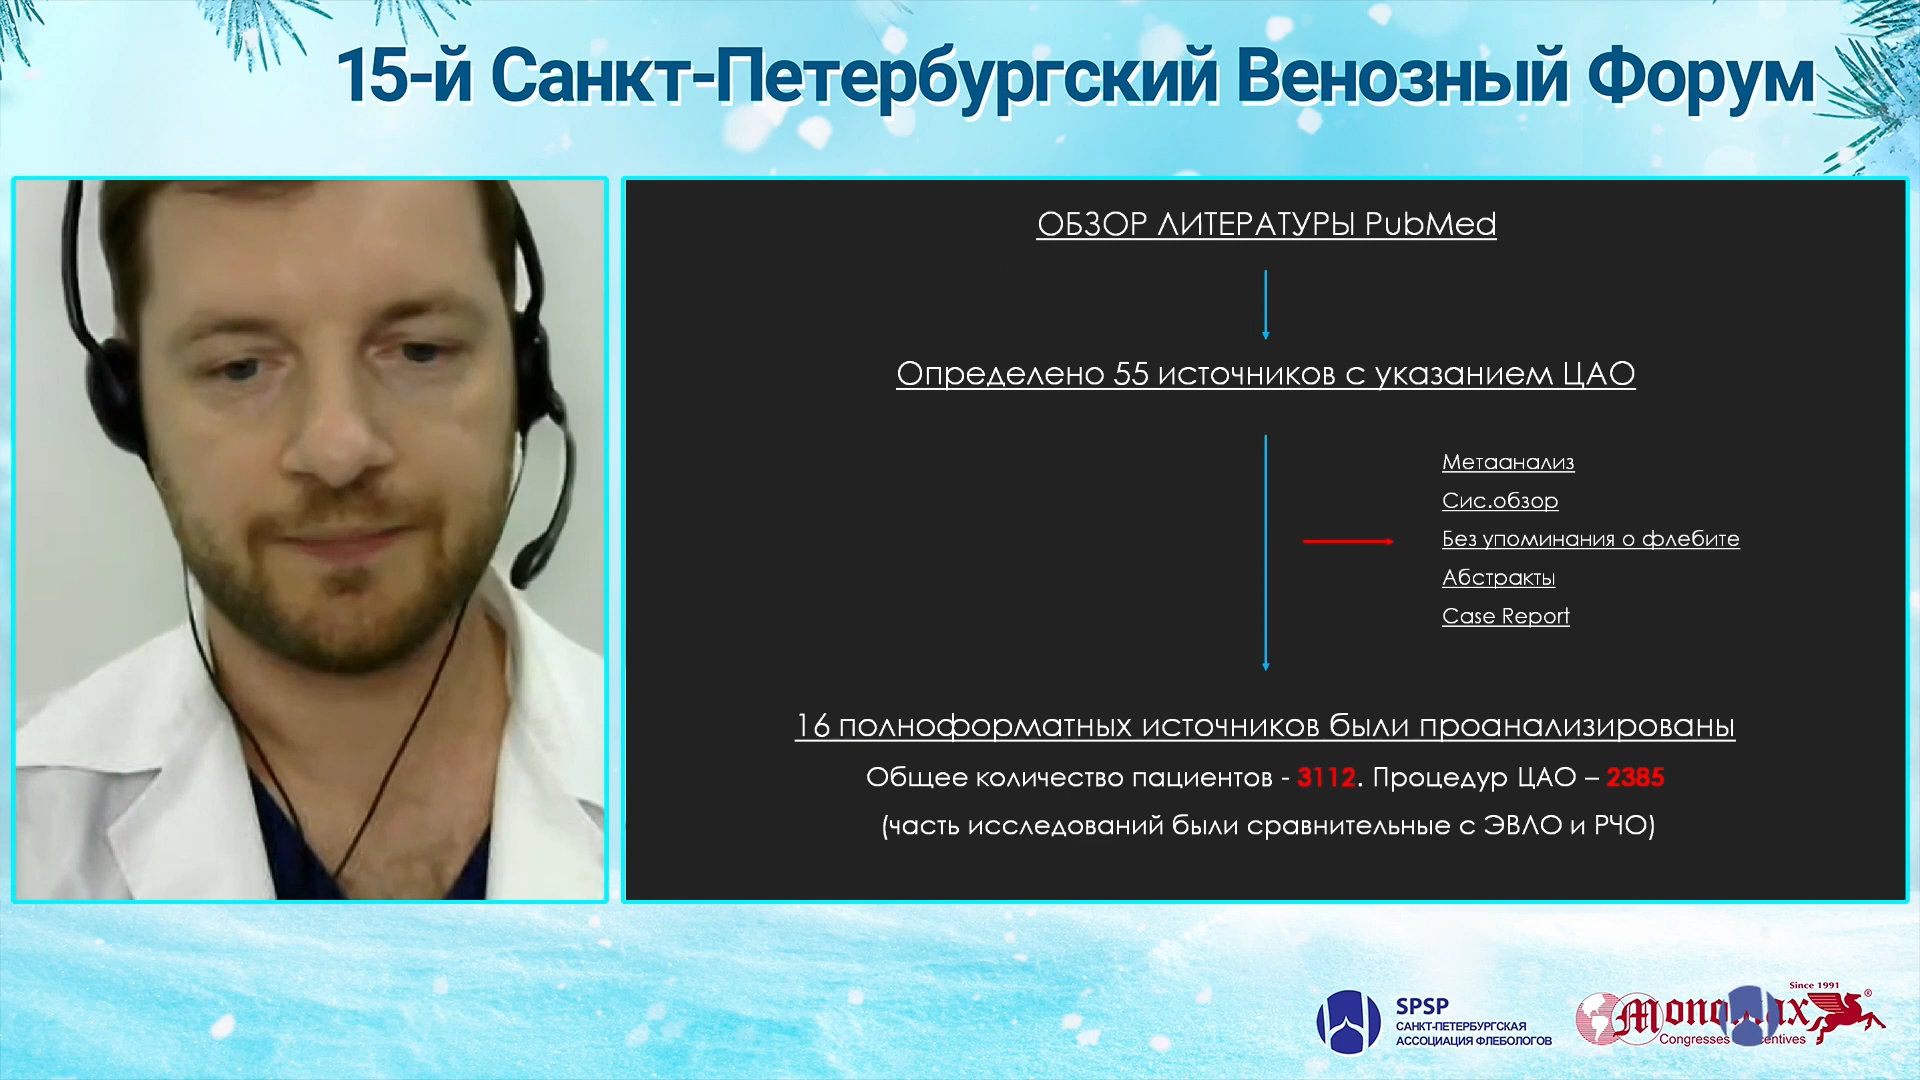 15-й Санкт-Петербургский Венозный Форум
ОБЗОР ЛИТЕРАТУРЫ PubMed
Определено 55 источников с указанием ЦАО
Метаанализ
Сис.обзор
Без упоминания о флебите
Абстракты
Case Report
16 полноформатных источников были проанализированы
Общее количество пациентов - 3112. Процедур ЦАО – 2385
(часть исследований были сравнительные с ЭВЛО и РЧО)
SPSP
САНКТ-ПЕТЕРБУРГСКАЯ
АССОЦИАЦИЯ ФЛЕБОЛОГОВ
Since 1991
®
Congresses